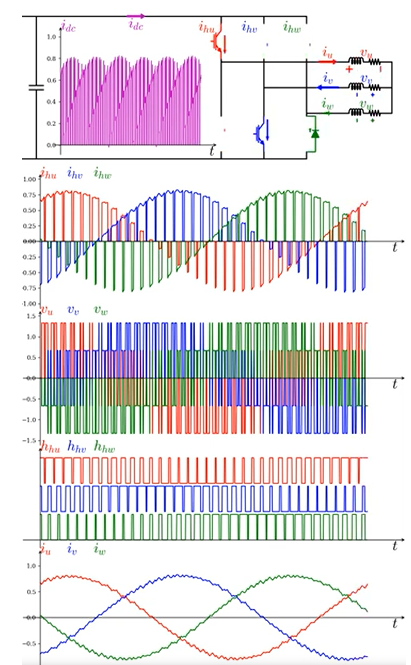 i_dc i_dc i_hu i_hv i_hw
1.0
0.8
0.6
0.4
0.2
0.0
t
i_u v_u
+ -
i_v v_v
- +
i_w v_w
- +
i_hu i_hv i_hw
1.00
0.75
0.50
0.25
0.00
0.25
0.50
0.75
1.00
t
v_u v_v v_w
1.5
1.0
0.5
-0.0
-0.5
-1.0
-1.5
t
h_hu h_hv h_hw
t
i_u i_v i_w
1.0
0.5
-0.0
-0.5
t